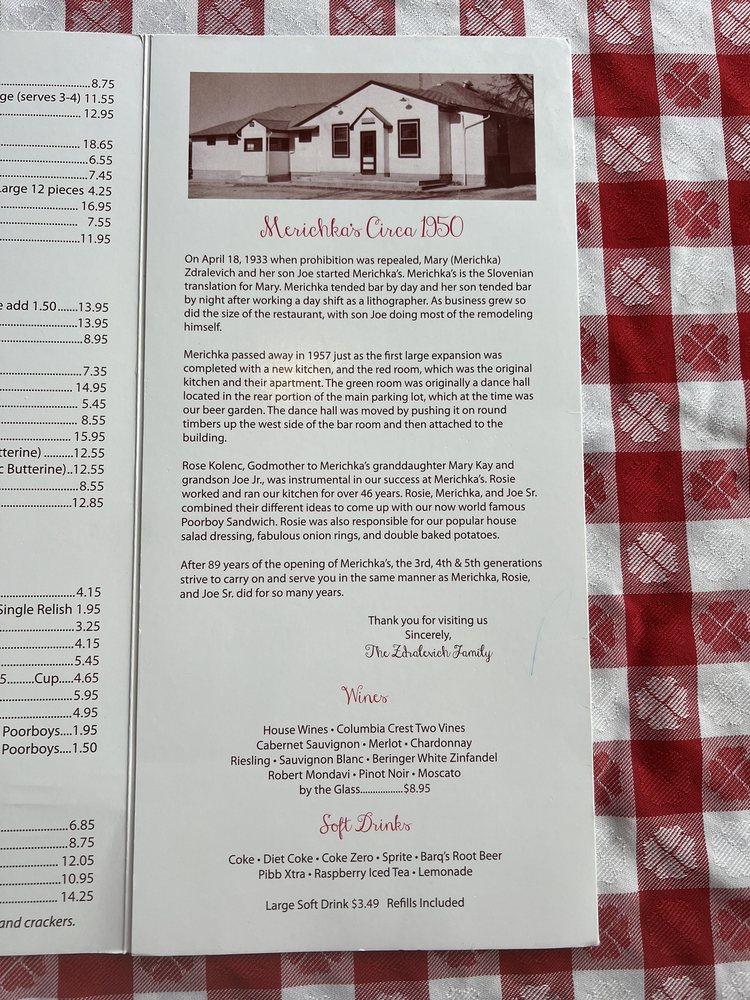 .....8.75
ge (serves 3-4) 11.55
..... 12.95
..... 18.65
.....6.55
.....7.45
Large 12 pieces 4.25
..... 16.95
..... 7.55
.....11.95
e add 1.50......13.95
.....13.95
.....8.95
.....7.35
..... 14.95
..... 5.45
..... 8.55
..... 15.95
tterine) ..........12.55
c Butterine)..12.55
..... 8.55
..... 12.85
.....4.15
Single Relish 1.95
.....3.25
.....4.15
.....5.45
5.........Cup.....4.65
.....5.95
.....4.95
Poorboys....1.95
Poorboys....1.50
.....6.85
.....8.75
..... 12.05
.....10.95
..... 14.25
and crackers.
Merichka's Circa 1950
On April 18, 1933 when prohibition was repealed, Mary (Merichka)
Zdralevich and her son Joe started Merichka's. Merichka's is the Slovenian
translation for Mary. Merichka tended bar by day and her son tended bar
by night after working a day shift as a lithographer. As business grew so
did the size of the restaurant, with son Joe doing most of the remodeling
himself.
Merichka passed away in 1957 just as the first large expansion was
completed with a new kitchen, and the red room, which was the original
kitchen and their apartment. The green room was originally a dance hall
located in the rear portion of the main parking lot, which at the time was
our beer garden. The dance hall was moved by pushing it on round
timbers up the west side of the bar room and then attached to the
building.
Rose Kolenc, Godmother to Merichka's granddaughter Mary Kay and
grandson Joe Jr., was instrumental in our success at Merichka's. Rosie
worked and ran our kitchen for over 46 years. Rosie, Merichka, and Joe Sr.
combined their different ideas to come up with our now world famous
Poorboy Sandwich. Rosie was also responsible for our popular house
salad dressing, fabulous onion rings, and double baked potatoes.
After 89 years of the opening of Merichka's, the 3rd, 4th & 5th generations
strive to carry on and serve you in the same manner as Merichka, Rosie,
and Joe Sr. did for so many years.
Thank you for visiting us
Sincerely,
The Zdralevich Family
Wines
House Wines • Columbia Crest Two Vines
Cabernet Sauvignon • Merlot • Chardonnay
Riesling • Sauvignon Blanc • Beringer White Zinfandel
Robert Mondavi • Pinot Noir • Moscato
by the Glass.................$8.95
Soft Drinks
Coke • Diet Coke • Coke Zero • Sprite • Barq's Root Beer
Pibb Xtra • Raspberry Iced Tea • Lemonade
Large Soft Drink $3.49 Refills Included